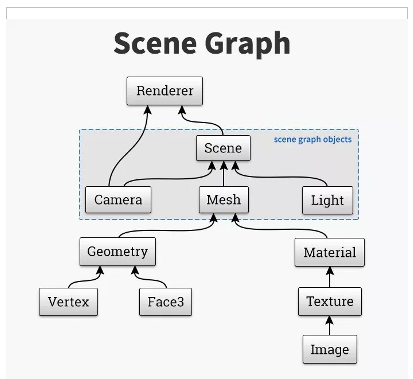 Scene Graph
Renderer
scene graph objects
Scene
Camera
Mesh
Light
Geometry
Material
Vertex
Face3
Texture
Image